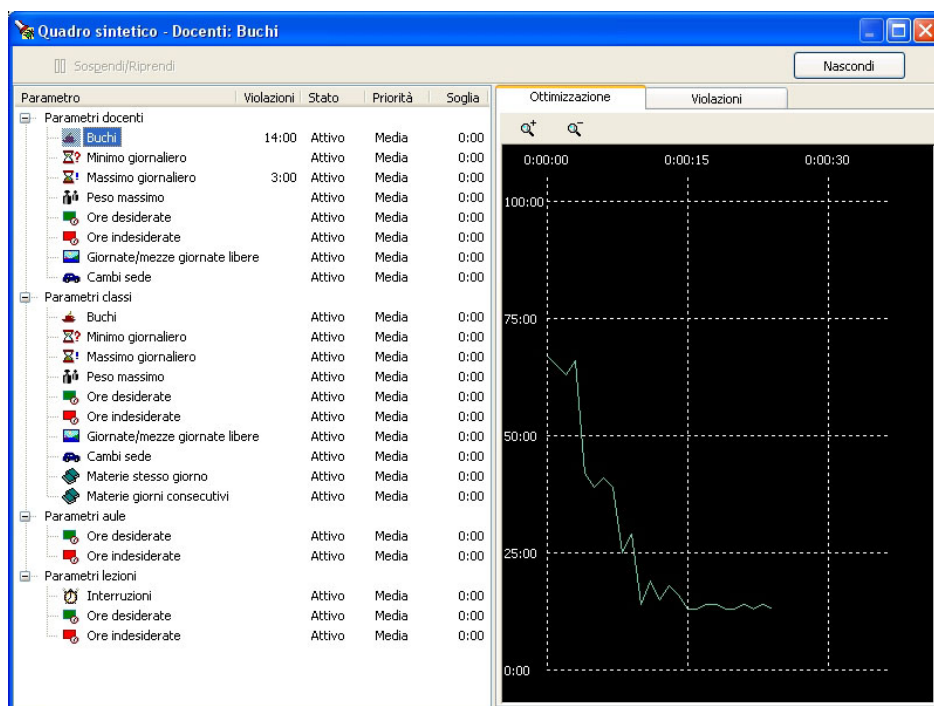 Quadro sintetico - Docenti: Buchi
Sospendi/Riprendi
Nascondi
Parametro Violazioni Stato Priorità Soglia
Parametri docenti
Buchi 14:00 Attivo Media 0:00
Minimo giornaliero Attivo Media 0:00
Massimo giornaliero 3:00 Attivo Media 0:00
Peso massimo Attivo Media 0:00
Ore desiderate Attivo Media 0:00
Ore indesiderate Attivo Media 0:00
Giornate/mezze giornate libere Attivo Media 0:00
Cambi sede Attivo Media 0:00
Parametri classi
Buchi Attivo Media 0:00
Minimo giornaliero Attivo Media 0:00
Massimo giornaliero Attivo Media 0:00
Peso massimo Attivo Media 0:00
Ore desiderate Attivo Media 0:00
Ore indesiderate Attivo Media 0:00
Giornate/mezze giornate libere Attivo Media 0:00
Cambi sede Attivo Media 0:00
Materie stesso giorno Attivo Media 0:00
Materie giorni consecutivi Attivo Media 0:00
Parametri aule
Ore desiderate Attivo Media 0:00
Ore indesiderate Attivo Media 0:00
Parametri lezioni
Interruzioni Attivo Media 0:00
Ore desiderate Attivo Media 0:00
Ore indesiderate Attivo Media 0:00
Ottimizzazione Violazioni
0:00:00 0:00:15 0:00:30
100:00
75:00
50:00
25:00
0:00